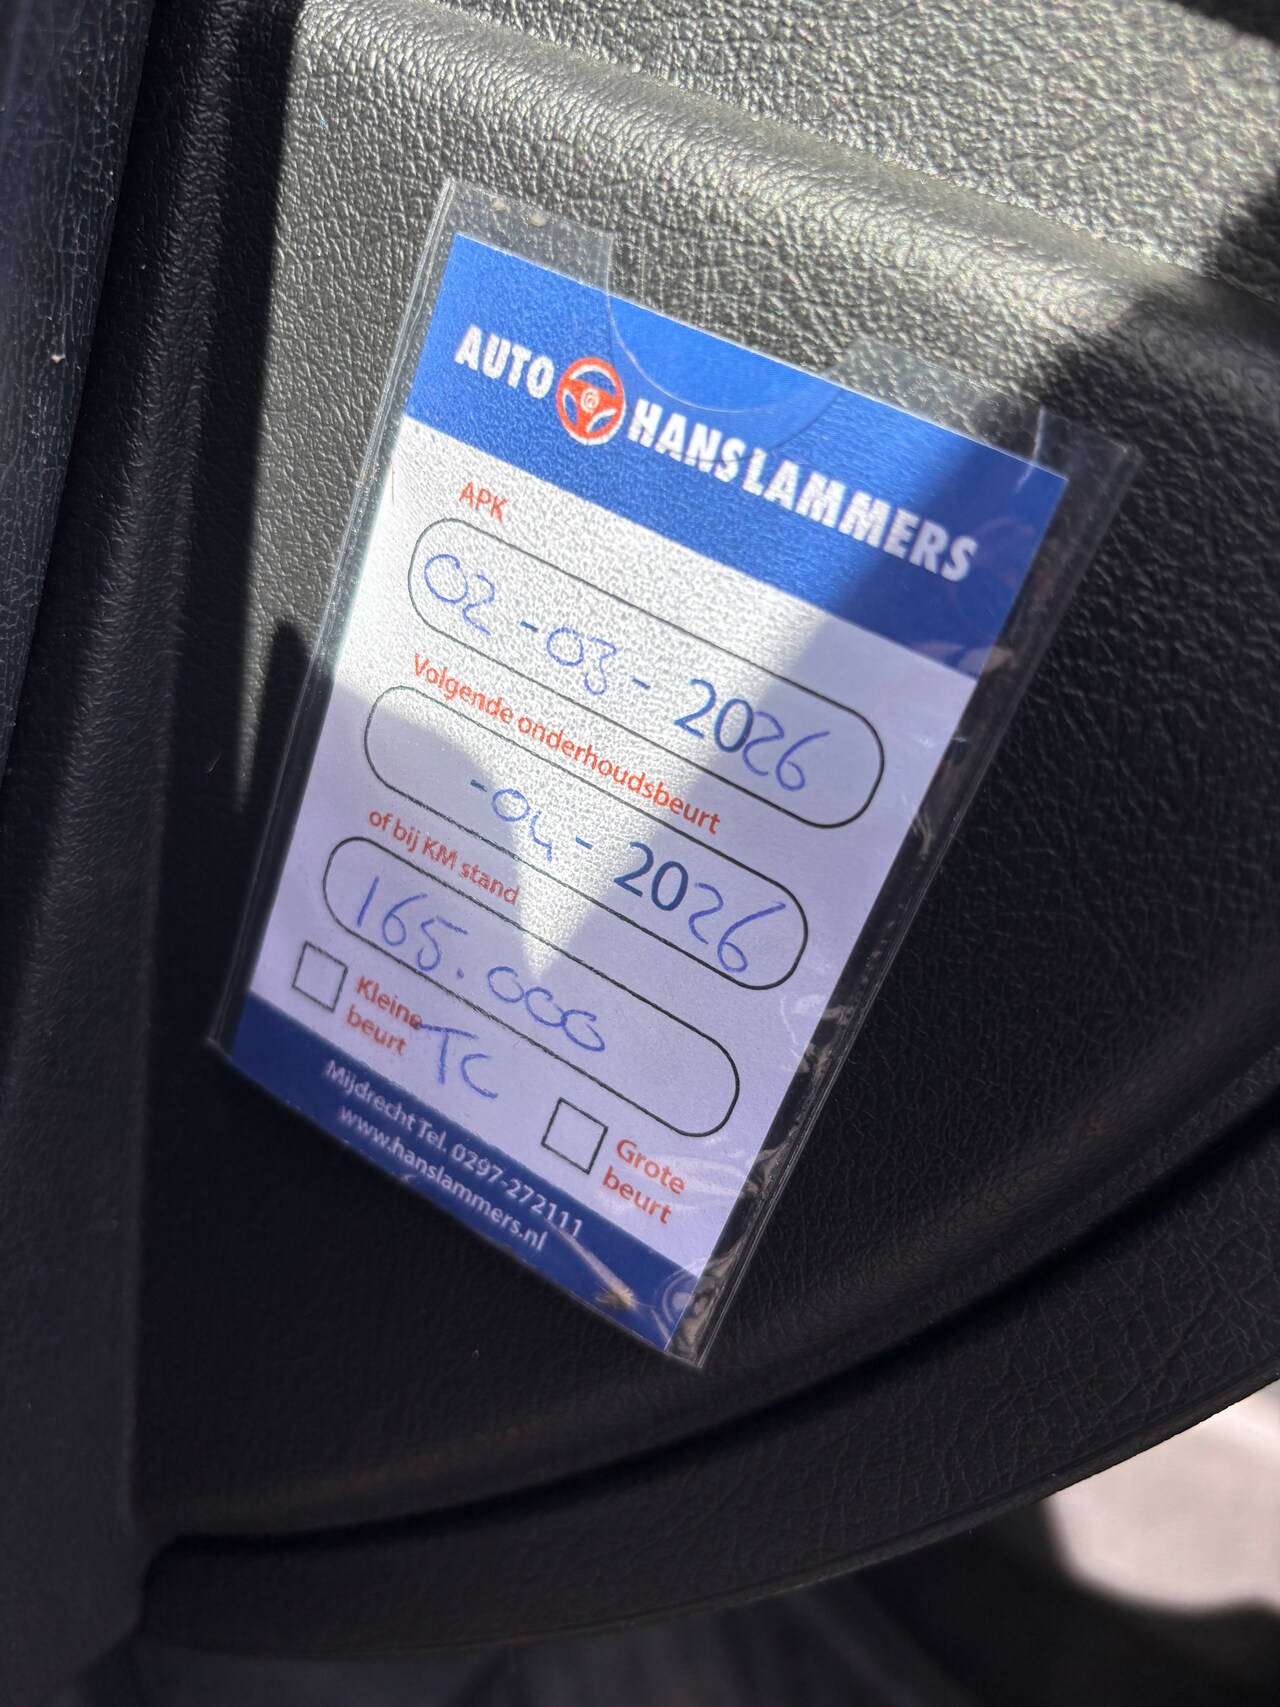 AUTO HANS LAMMERS
APK
02-03-2026
Volgende onderhoudsbeurt
-04-2026
of bij KM stand
165.000
Kleine beurt
TC
Grote beurt
Mijdrecht Tel. 0297-272111
www.hanslammers.nl